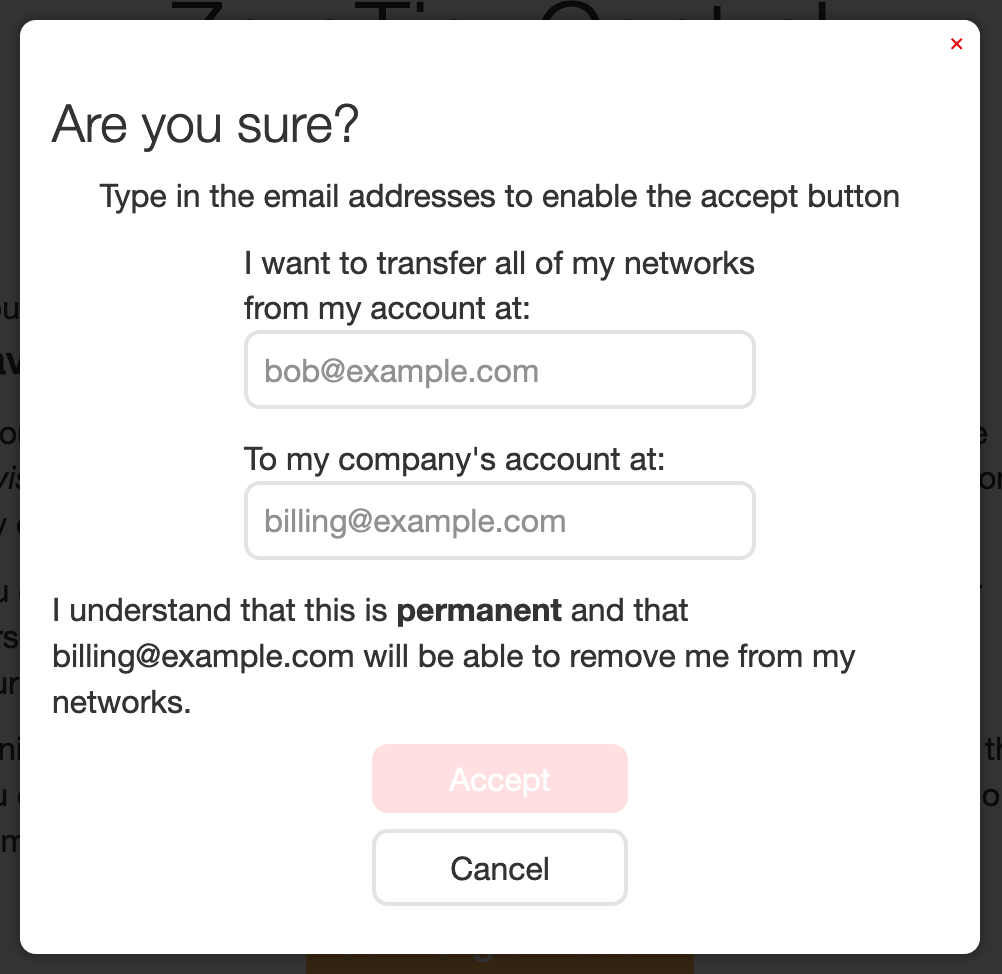 ×
Are you sure?
Type in the email addresses to enable the accept button
I want to transfer all of my networks
from my account at:
bob@example.com
To my company's account at:
billing@example.com
I understand that this is permanent and that
billing@example.com will be able to remove me from my
networks.
Accept
Cancel